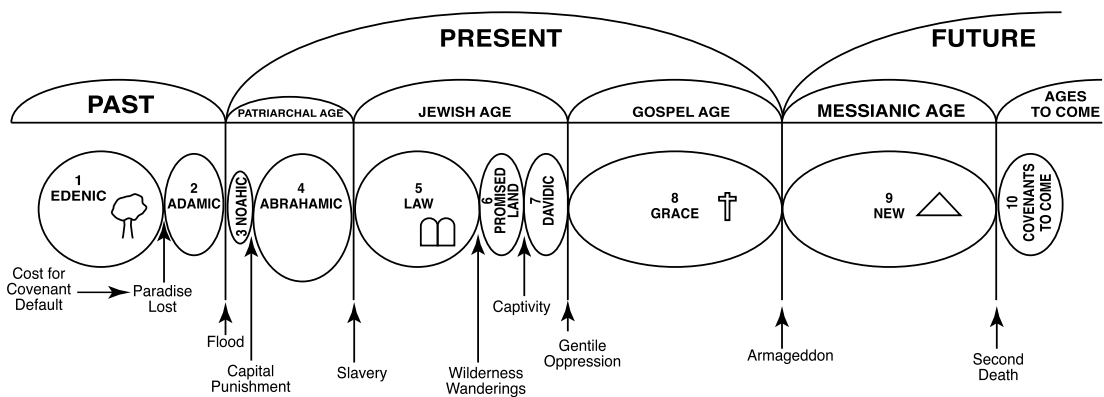 PRESENT
FUTURE
PAST
PATRIARCHAL AGE
JEWISH AGE
GOSPEL AGE
MESSIANIC AGE
AGES
TO COME
1
EDENIC
2
ADAMIC
3 NOAHIC
4
ABRAHAMIC
5
LAW
6
PROMISED
LAND
7
DAVIDIC
8
GRACE
9
NEW
10
COVENANTS
TO COME
Cost for
Covenant
Default
Paradise
Lost
Flood
Capital
Punishment
Slavery
Wilderness
Wanderings
Captivity
Gentile
Oppression
Armageddon
Second
Death